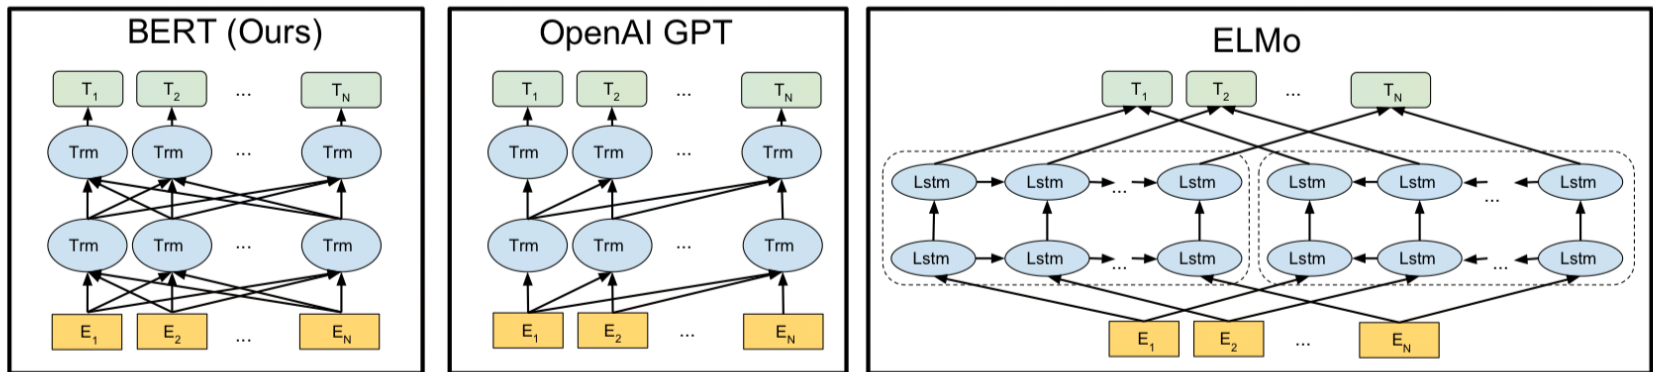 BERT (Ours)
T1 T2 ... TN
Trm Trm ... Trm
Trm Trm ... Trm
E1 E2 ... EN
OpenAI GPT
T1 T2 ... TN
Trm Trm ... Trm
Trm Trm ... Trm
E1 E2 ... EN
ELMo
T1 T2 ... TN
Lstm Lstm ... Lstm Lstm Lstm ... Lstm
Lstm Lstm ... Lstm Lstm Lstm ... Lstm
E1 E2 ... EN